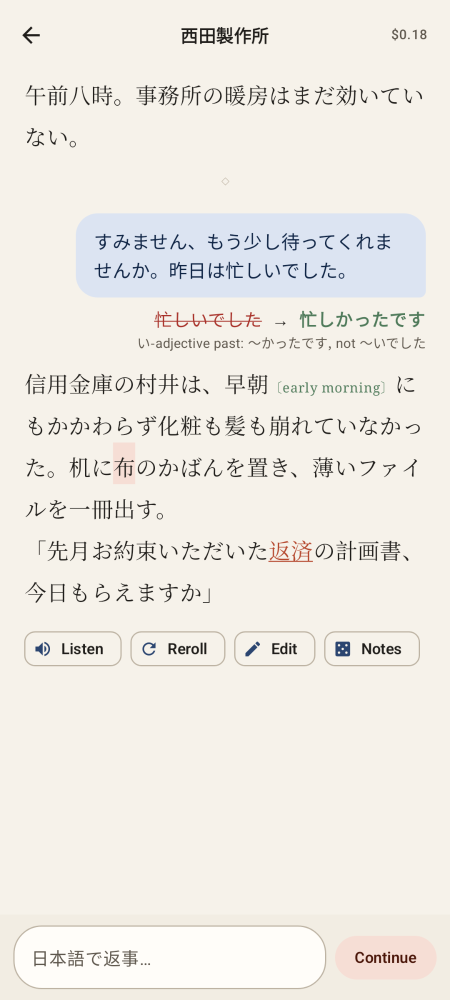 西田製作所
$0.18
午前八時。事務所の暖房はまだ効いてい
ない。
すみません、もう少し待ってくれま
せんか。昨日は忙しいでした。
忙しいでした → 忙しかったです
い-adjective past: 〜かったです, not 〜いでした
信用金庫の村井は、早朝〔early morning〕に
もかかわらず化粧も髪も崩れていなかっ
た。机に布のかばんを置き、薄いファイ
ルを一冊出す。
「先月お約束いただいた返済の計画書、
今日もらえますか」
Listen
Reroll
Edit
Notes
日本語で返事…
Continue